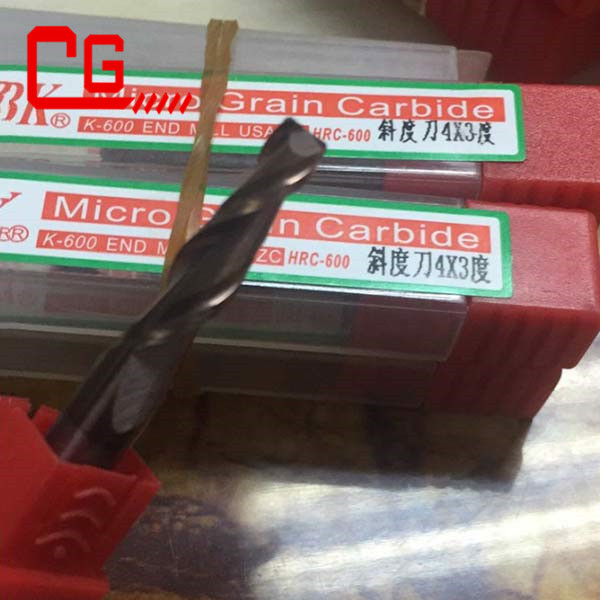 CG
BK®
Micro Grain Carbide
K-600 END MILL USA HRC-600
斜度刀4X3度
®
Micro Grain Carbide
K-600 END ZC HRC-600
斜度刀4X3度